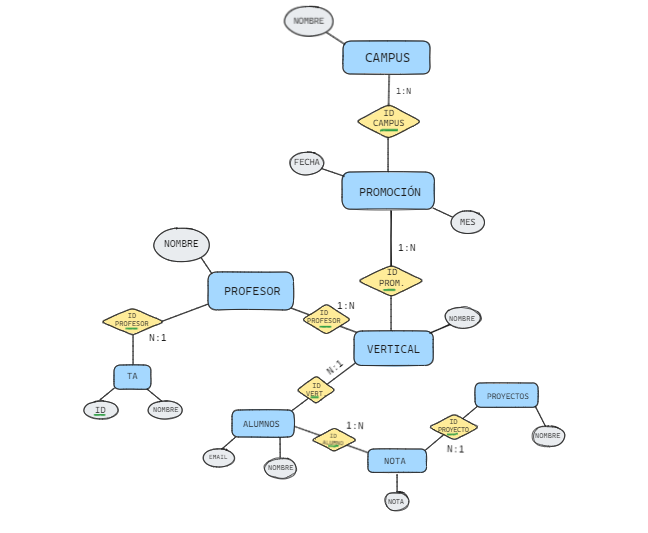 NOMBRE
CAMPUS
1:N
ID
CAMPUS
FECHA
PROMOCIÓN
MES
1:N
NOMBRE
ID
PROM.
PROFESOR
1:N
ID
PROFESOR
NOMBRE
ID
PROFESOR
N:1
VERTICAL
N:1
TA
ID
VERT.
PROYECTOS
ID
NOMBRE
ALUMNOS
1:N
ID
PROYECTO
ID
ALUMNO
NOMBRE
N:1
EMAIL
NOMBRE
NOTA
NOTA